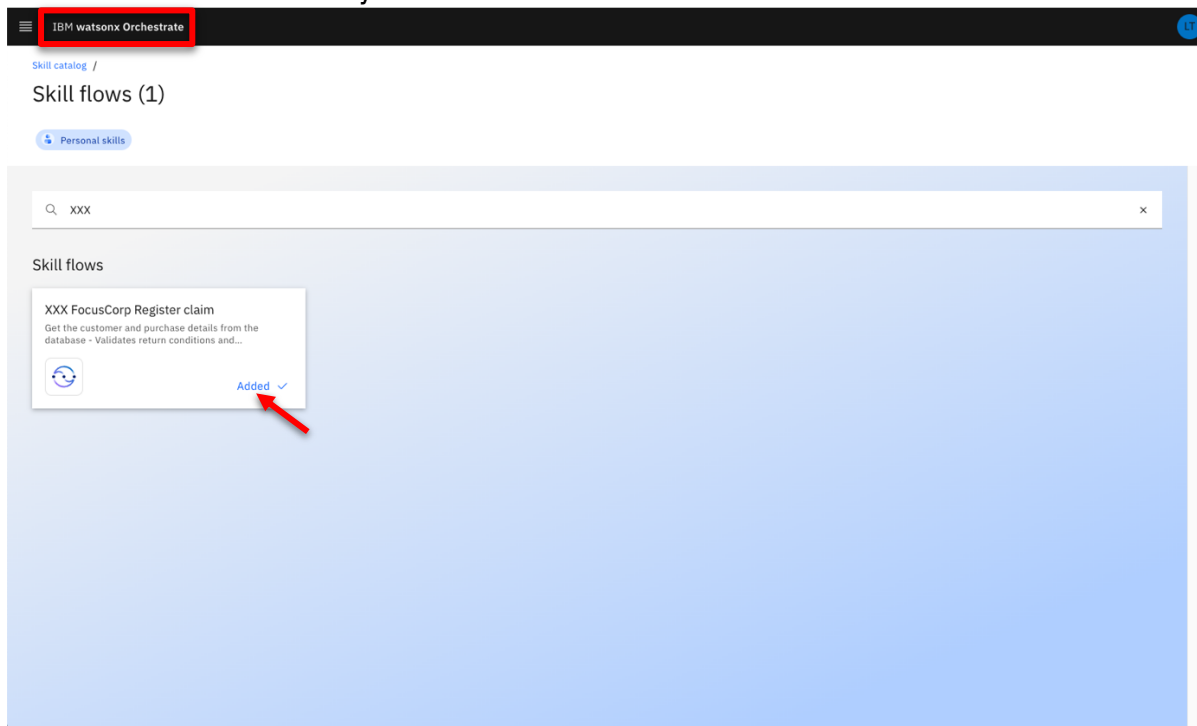 IBM watsonx Orchestrate
LT
Skill catalog /
Skill flows (1)
Personal skills
xxx
Skill flows
XXX FocusCorp Register claim
Get the customer and purchase details from the
database - Validates return conditions and...
Added